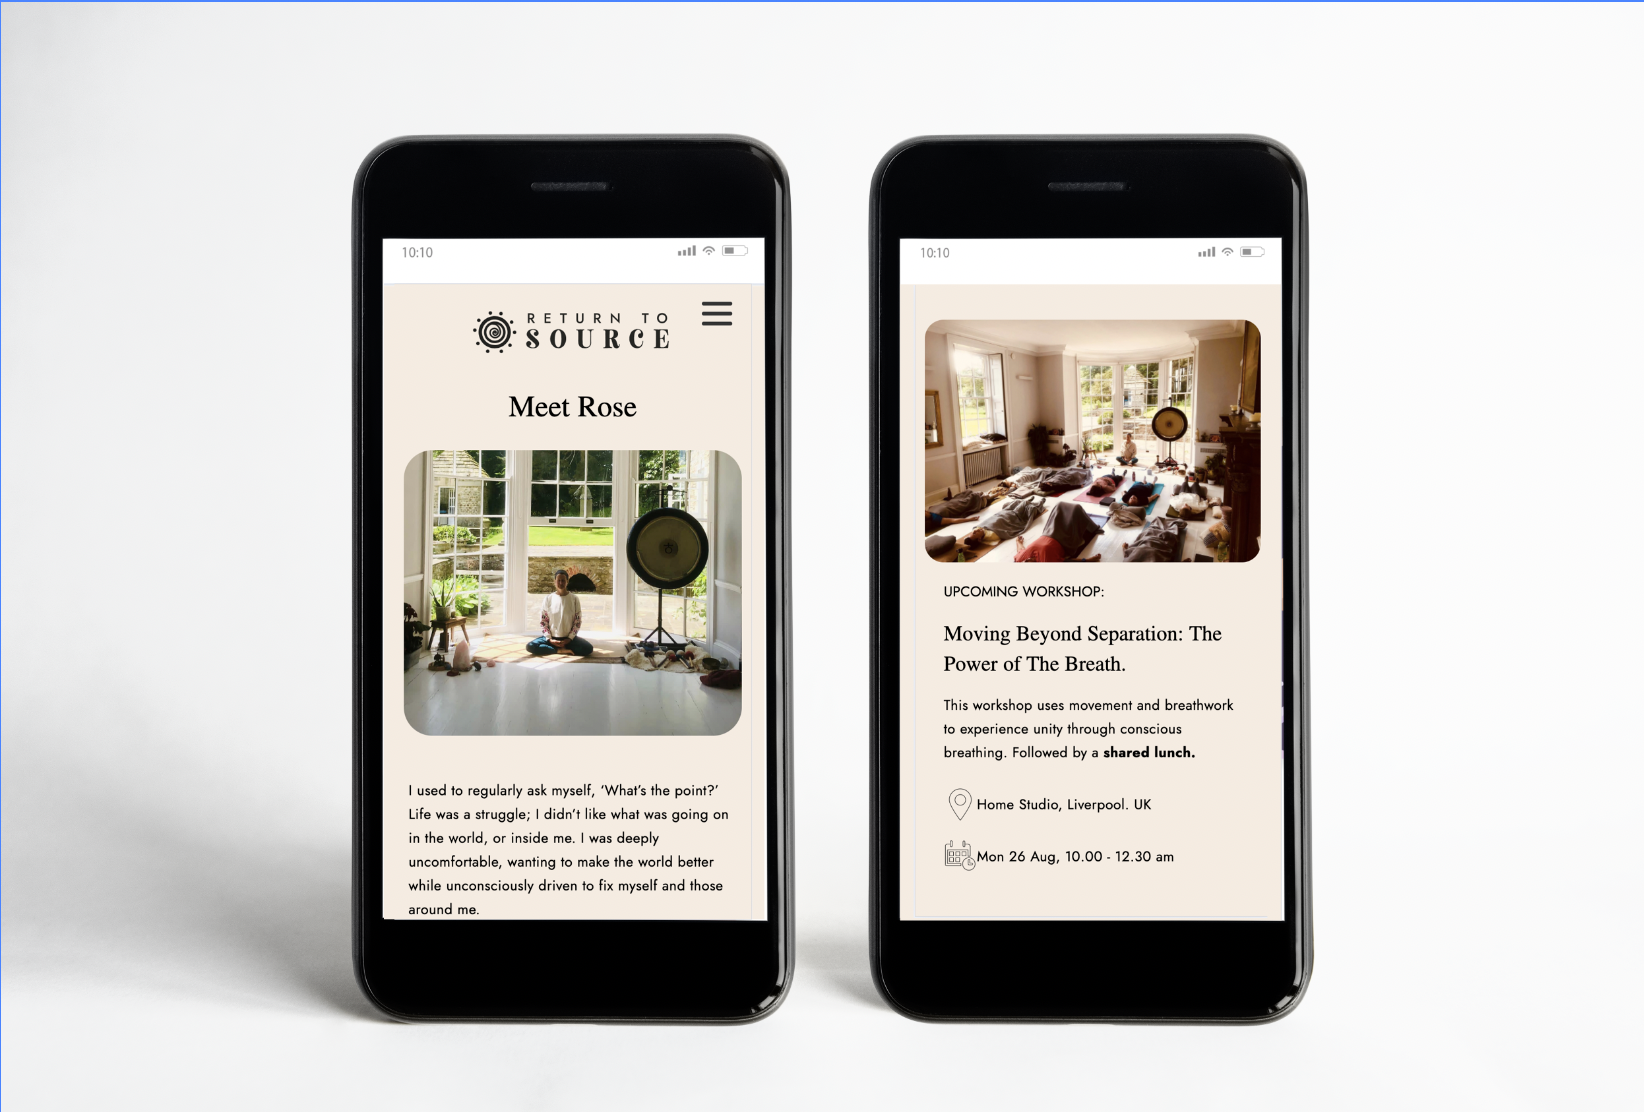 10:10
RETURN TO
SOURCE
Meet Rose
I used to regularly ask myself, ‘What’s the point?’
Life was a struggle; I didn’t like what was going on
in the world, or inside me. I was deeply
uncomfortable, wanting to make the world better
while unconsciously driven to fix myself and those
around me.
10:10
UPCOMING WORKSHOP:
Moving Beyond Separation: The
Power of The Breath.
This workshop uses movement and breathwork
to experience unity through conscious
breathing. Followed by a shared lunch.
Home Studio, Liverpool. UK
Mon 26 Aug, 10.00 - 12.30 am